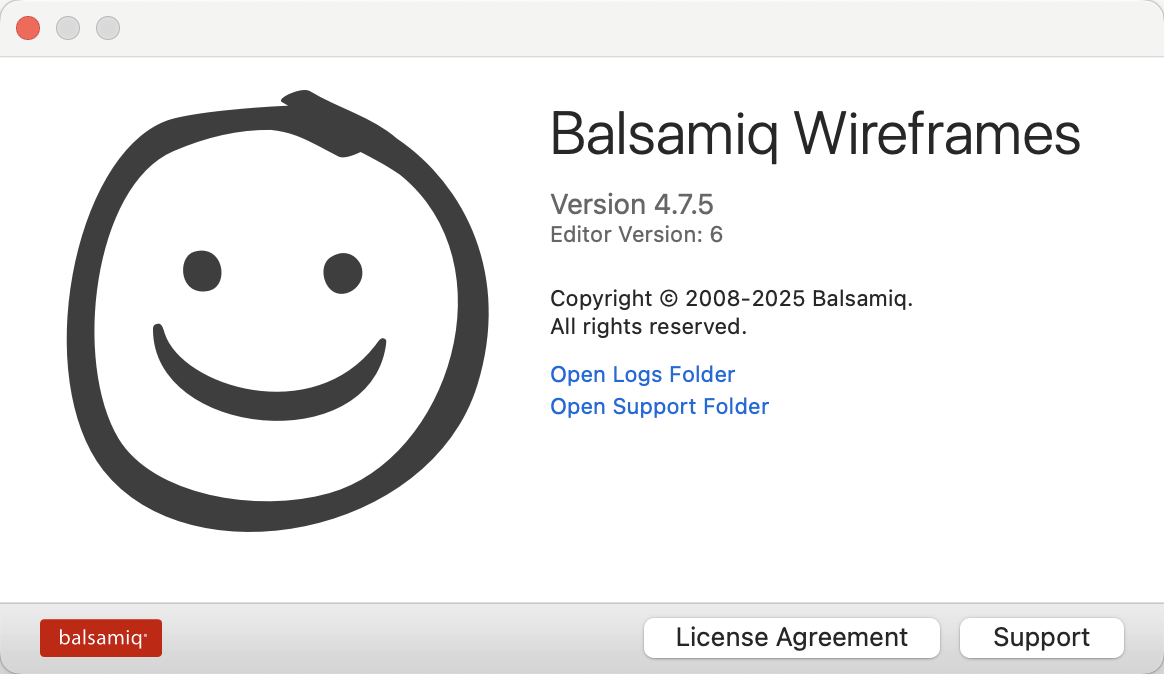 Balsamiq Wireframes
Version 4.7.5
Editor Version: 6
Copyright © 2008-2025 Balsamiq.
All rights reserved.
Open Logs Folder
Open Support Folder
balsamiq®
License Agreement
Support